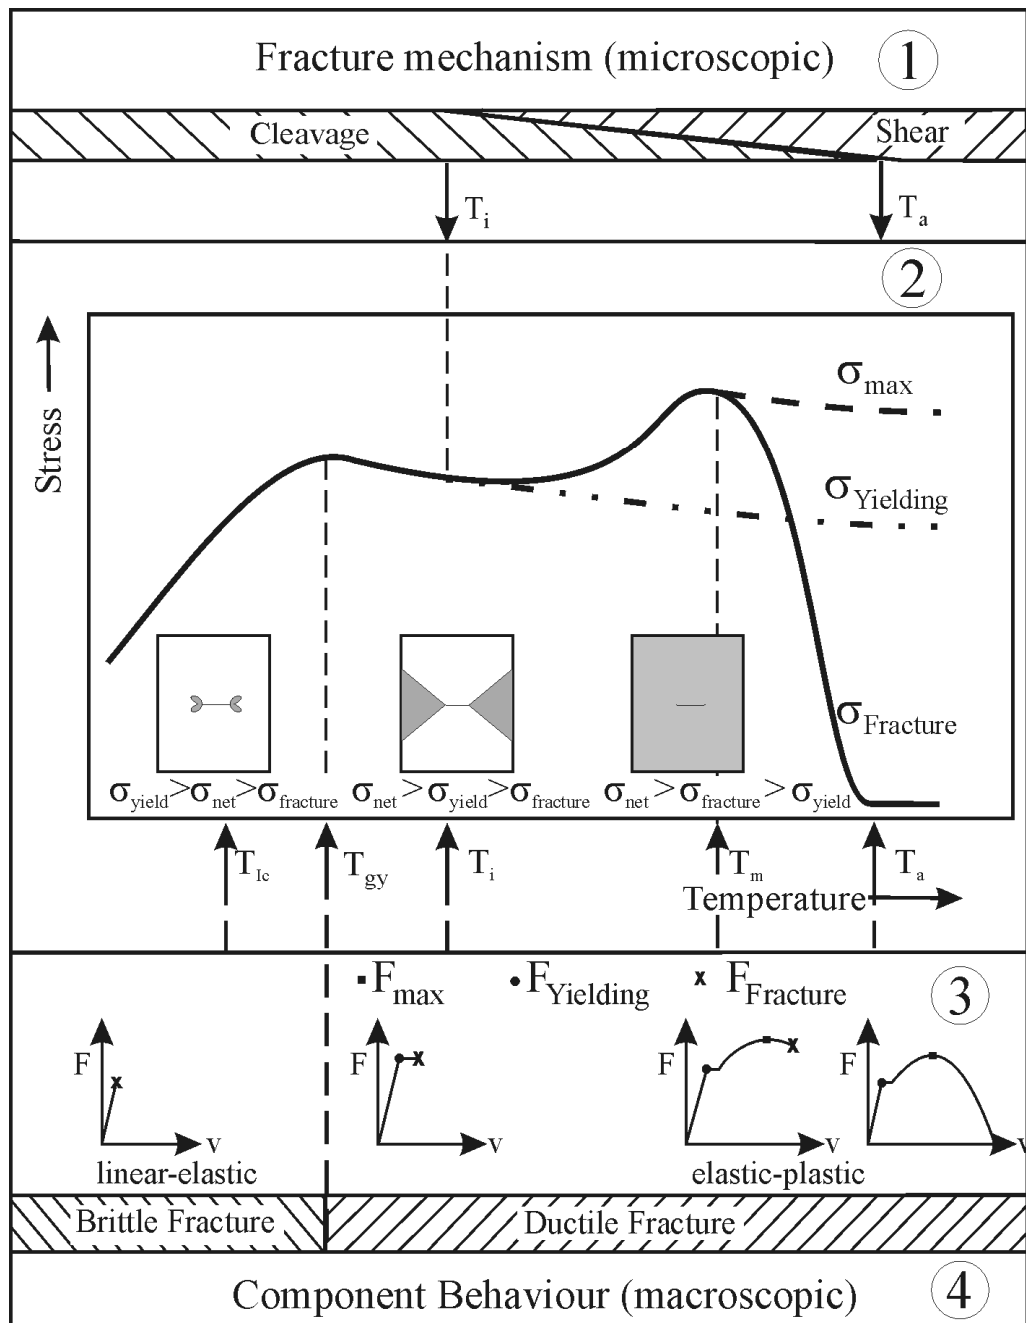 Fracture mechanism (microscopic) 1
Cleavage Shear
Ti Ta
2
Stress
σmax
σYielding
σFracture
σyield>σnet>σfracture σnet>σyield>σfracture σnet>σfracture>σyield
TIc Tgy Ti Tm Ta
Temperature
Fmax FYielding FFracture 3
F F F F
v v v v
linear-elastic elastic-plastic
Brittle Fracture Ductile Fracture
Component Behaviour (macroscopic) 4